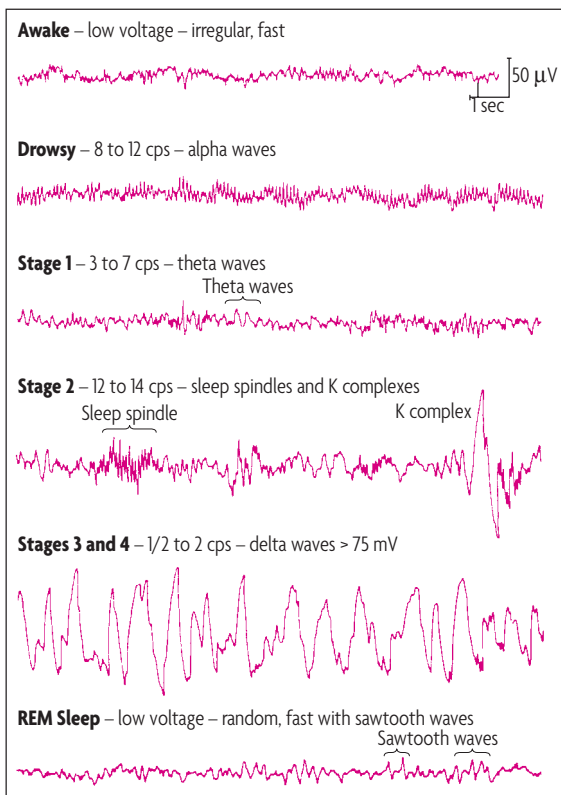 Awake – low voltage – irregular, fast
50 μV
1 sec
Drowsy – 8 to 12 cps – alpha waves
Stage 1 – 3 to 7 cps – theta waves
Theta waves
Stage 2 – 12 to 14 cps – sleep spindles and K complexes
Sleep spindle
K complex
Stages 3 and 4 – 1/2 to 2 cps – delta waves > 75 mV
REM Sleep – low voltage – random, fast with sawtooth waves
Sawtooth waves